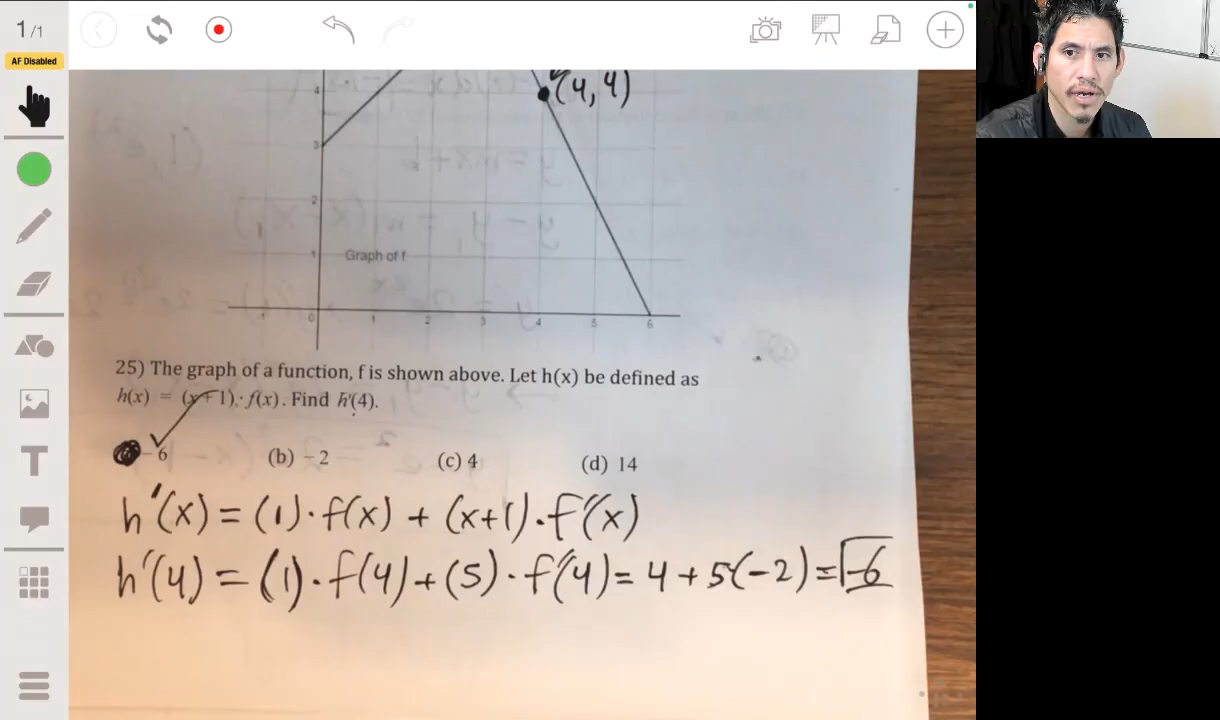 1/1
AF Disabled
(4, 4)
4
3
2
1
Graph of f
-1 0 1 2 3 4 5 6
25) The graph of a function, f is shown above. Let h(x) be defined as
h(x) = (x+1)·f(x). Find h'(4).
-6 (b) -2 (c) 4 (d) 14
h'(x) = (1)·f(x) + (x+1)·f'(x)
h'(4) = (1)·f(4)+(5)·f'(4)= 4+5(-2)=-6
T